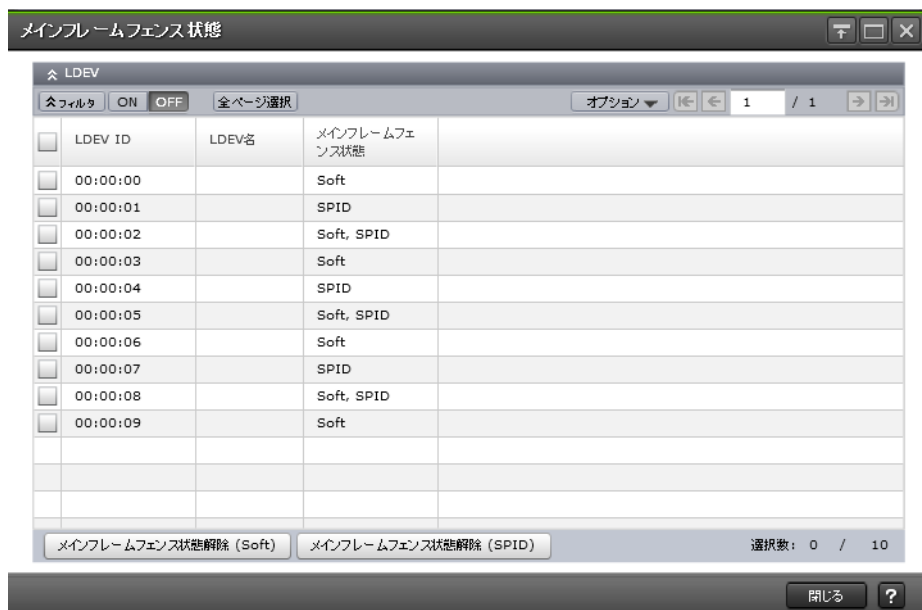 メインフレームフェンス状態
LDEV
フィルタ ON OFF 全ページ選択 オプション 1 / 1
LDEV ID LDEV名 メインフレームフェ
ンス状態
00:00:00 Soft
00:00:01 SPID
00:00:02 Soft, SPID
00:00:03 Soft
00:00:04 SPID
00:00:05 Soft, SPID
00:00:06 Soft
00:00:07 SPID
00:00:08 Soft, SPID
00:00:09 Soft
メインフレームフェンス状態解除 (Soft) メインフレームフェンス状態解除 (SPID) 選択数: 0 / 10
閉じる ?